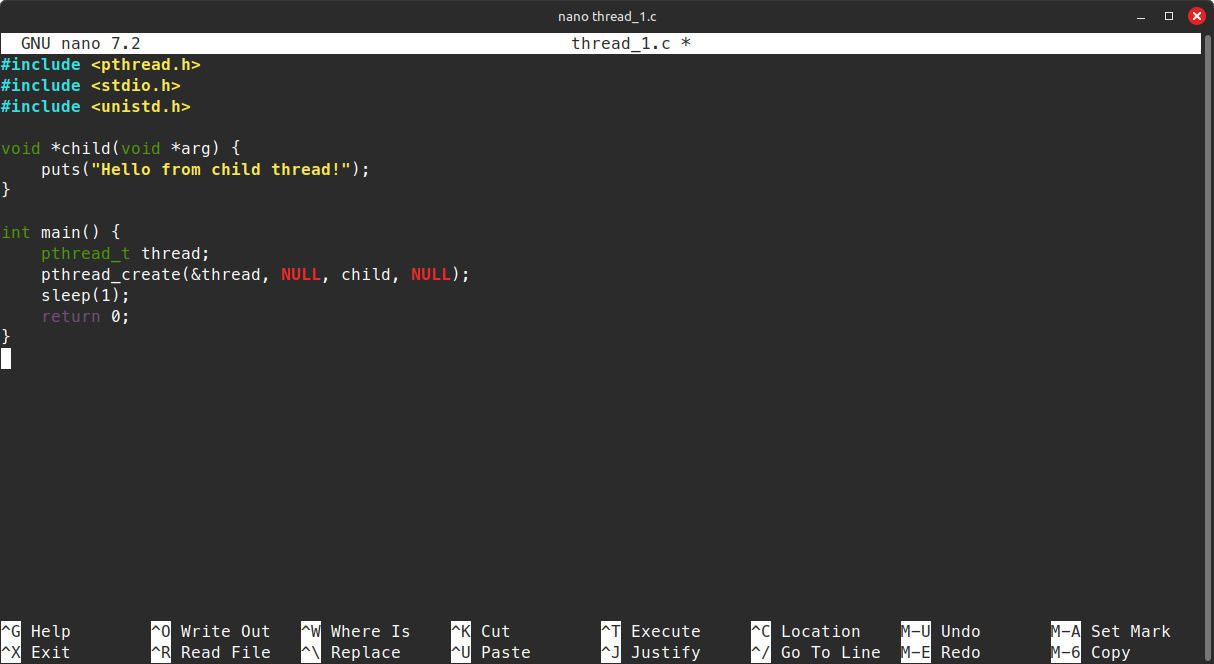 nano thread_1.c
GNU nano 7.2 thread_1.c *
#include <pthread.h>
#include <stdio.h>
#include <unistd.h>

void *child(void *arg) {
    puts("Hello from child thread!");
}

int main() {
    pthread_t thread;
    pthread_create(&thread, NULL, child, NULL);
    sleep(1);
    return 0;
}
^G Help ^O Write Out ^W Where Is ^K Cut ^T Execute ^C Location M-U Undo M-A Set Mark
^X Exit ^R Read File ^\ Replace ^U Paste ^J Justify ^/ Go To Line M-E Redo M-6 Copy